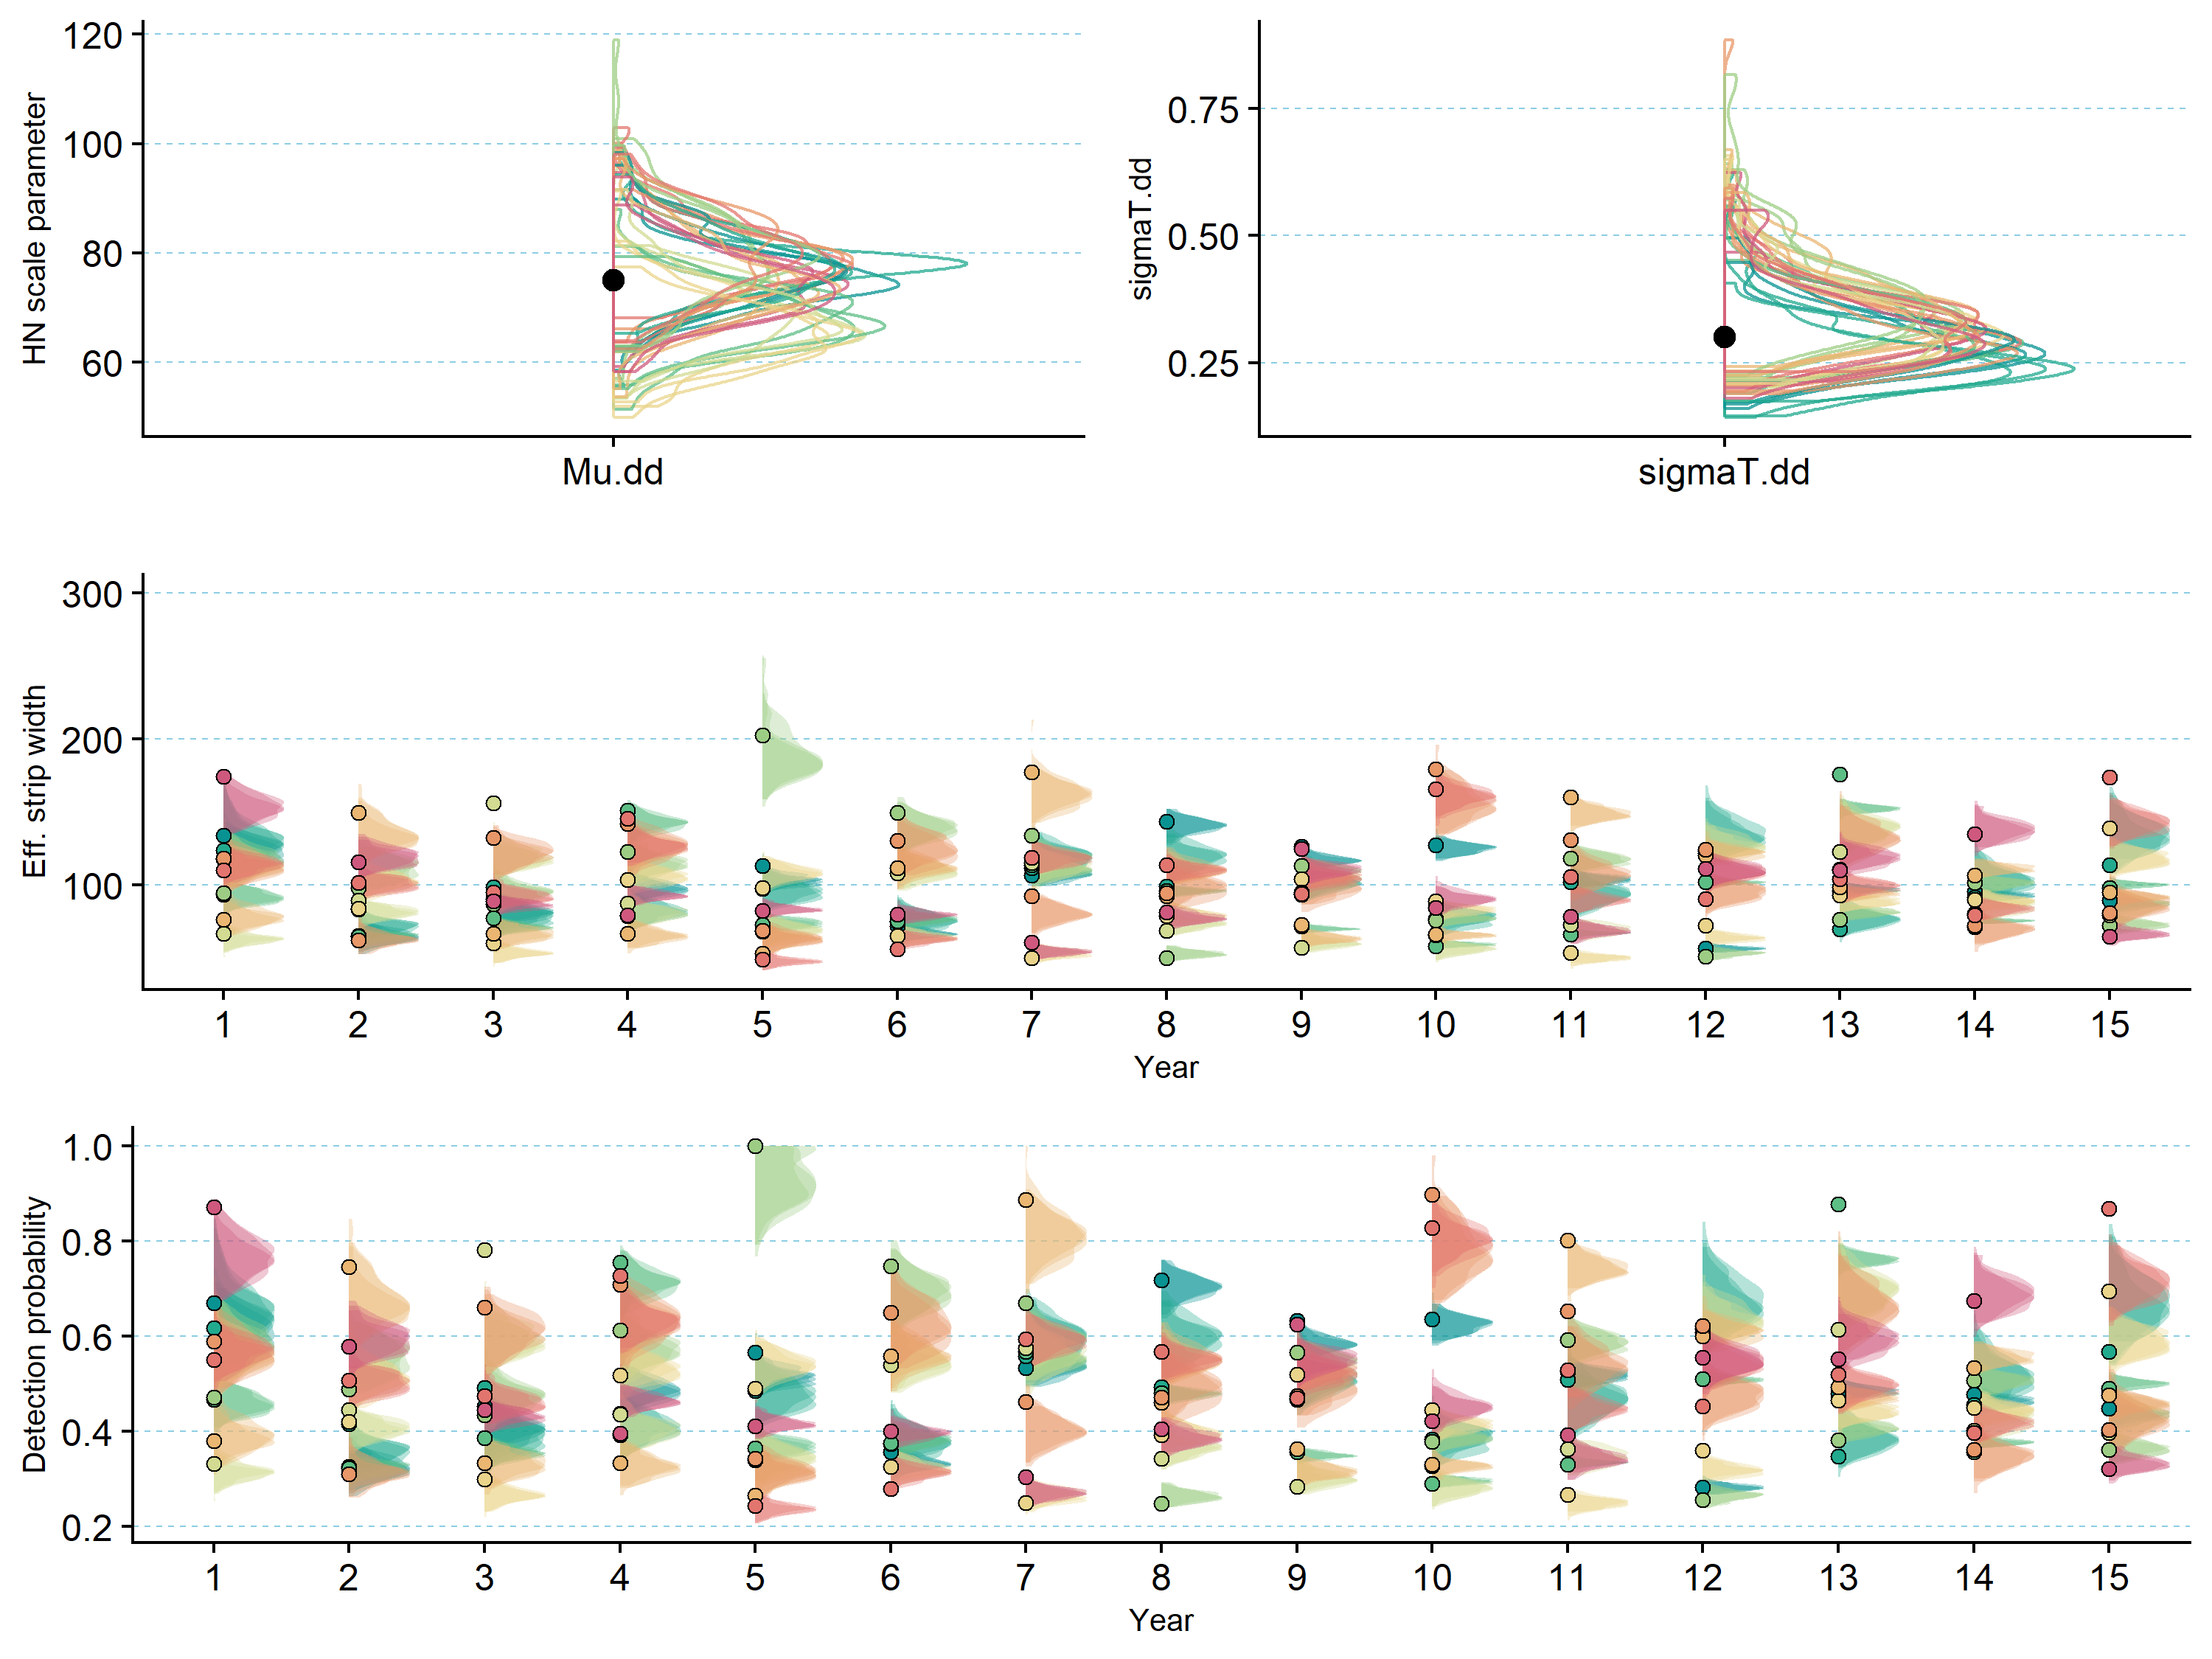 HN scale parameter
120
100
80
60
Mu.dd
sigmaT.dd
0.75
0.50
0.25
sigmaT.dd
Eff. strip width
300
200
100
1 2 3 4 5 6 7 8 9 10 11 12 13 14 15
Year
Detection probability
1.0
0.8
0.6
0.4
0.2
1 2 3 4 5 6 7 8 9 10 11 12 13 14 15
Year